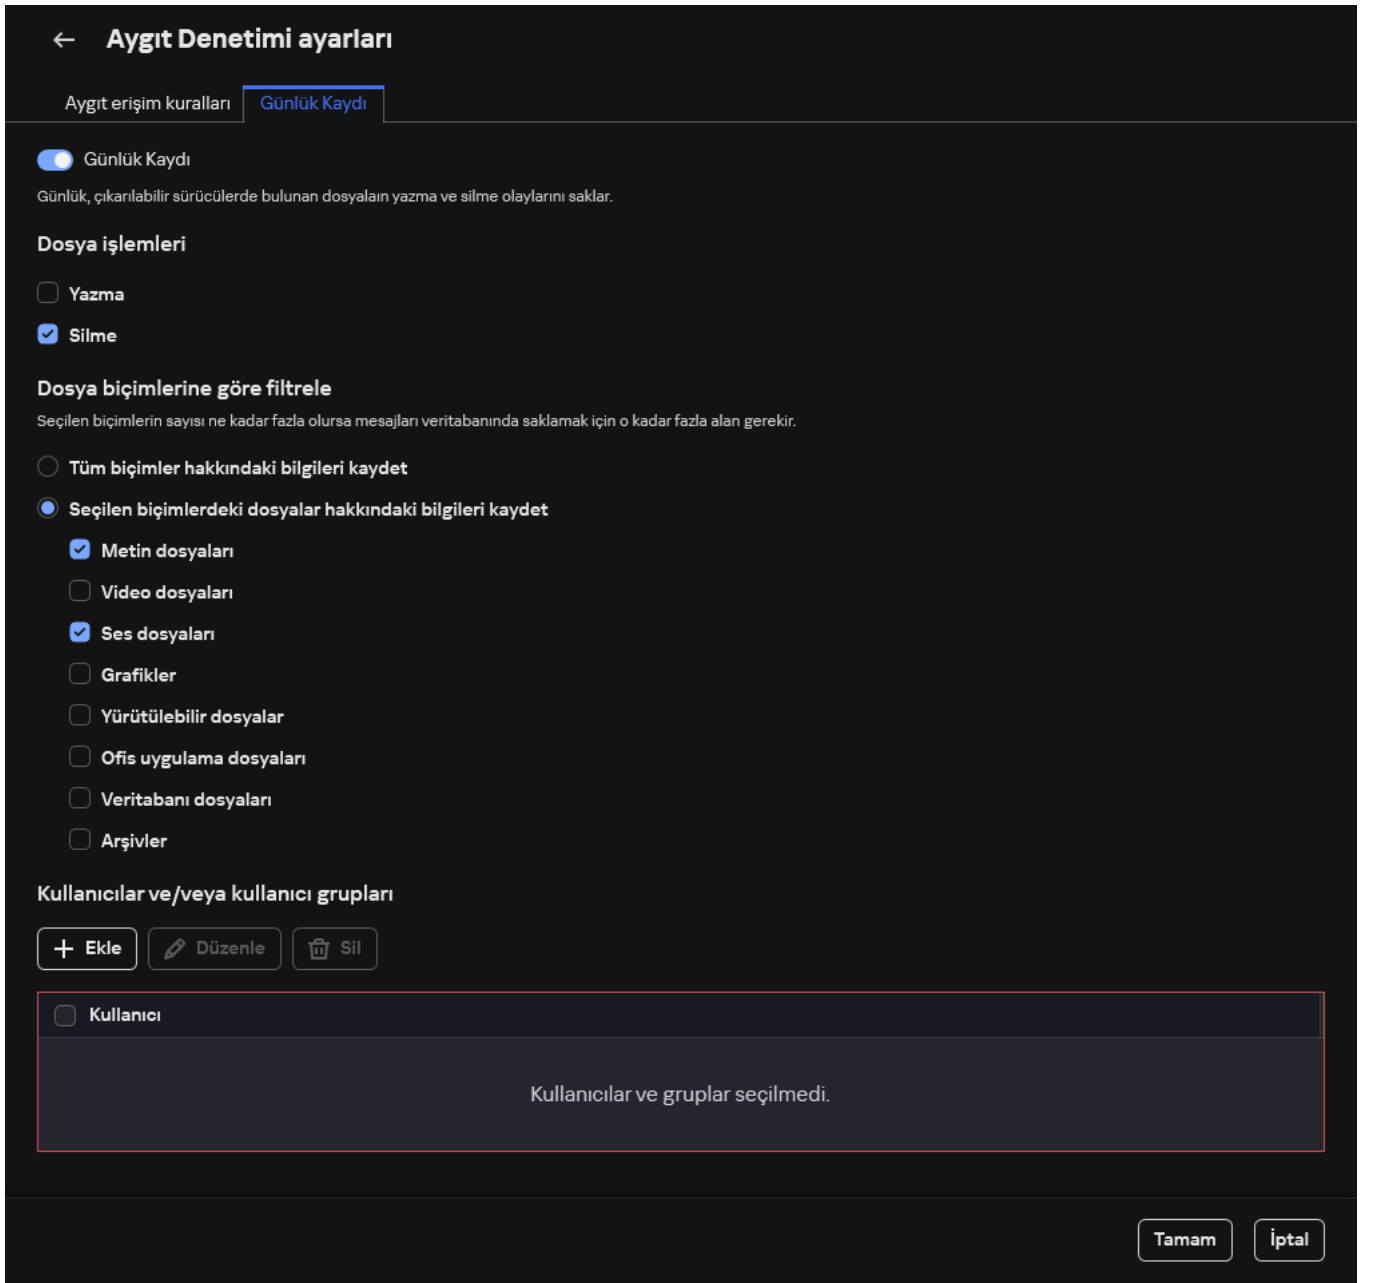 Aygıt Denetimi ayarları
Aygıt erişim kuralları
Günlük Kaydı
Günlük Kaydı
Günlük, çıkarılabilir sürücülerde bulunan dosyalaın yazma ve silme olaylarını saklar.
Dosya işlemleri
Yazma
Silme
Dosya biçimlerine göre filtrele
Seçilen biçimlerin sayısı ne kadar fazla olursa mesajları veritabanında saklamak için o kadar fazla alan gerekir.
Tüm biçimler hakkındaki bilgileri kaydet
Seçilen biçimlerdeki dosyalar hakkındaki bilgileri kaydet
Metin dosyaları
Video dosyaları
Ses dosyaları
Grafikler
Yürütülebilir dosyalar
Ofis uygulama dosyaları
Veritabanı dosyaları
Arşivler
Kullanıcılar ve/veya kullanıcı grupları
Ekle
Düzenle
Sil
Kullanıcı
Kullanıcılar ve gruplar seçilmedi.
Tamam
İptal